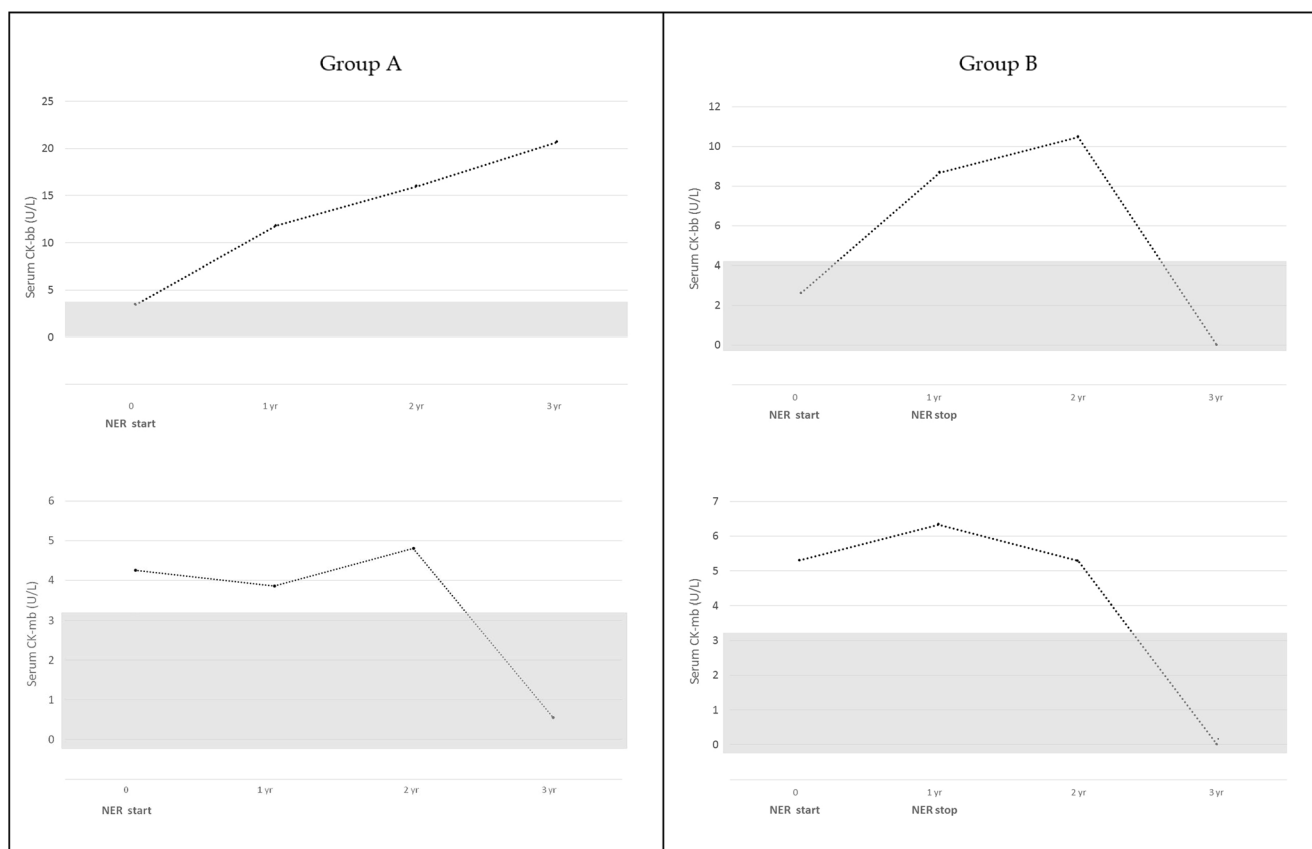 Group A
25
20
15
10
5
0
Serum CK-bb (U/L)
0
1 yr
2 yr
3 yr
NER start
6
5
4
3
2
1
0
Serum CK-mb (U/L)
0
1 yr
2 yr
3 yr
NER start
Group B
12
10
8
6
4
2
0
Serum CK-bb (U/L)
0
1 yr
2 yr
3 yr
NER start
NER stop
7
6
5
4
3
2
1
0
Serum CK-mb (U/L)
0
1 yr
2 yr
3 yr
NER start
NER stop